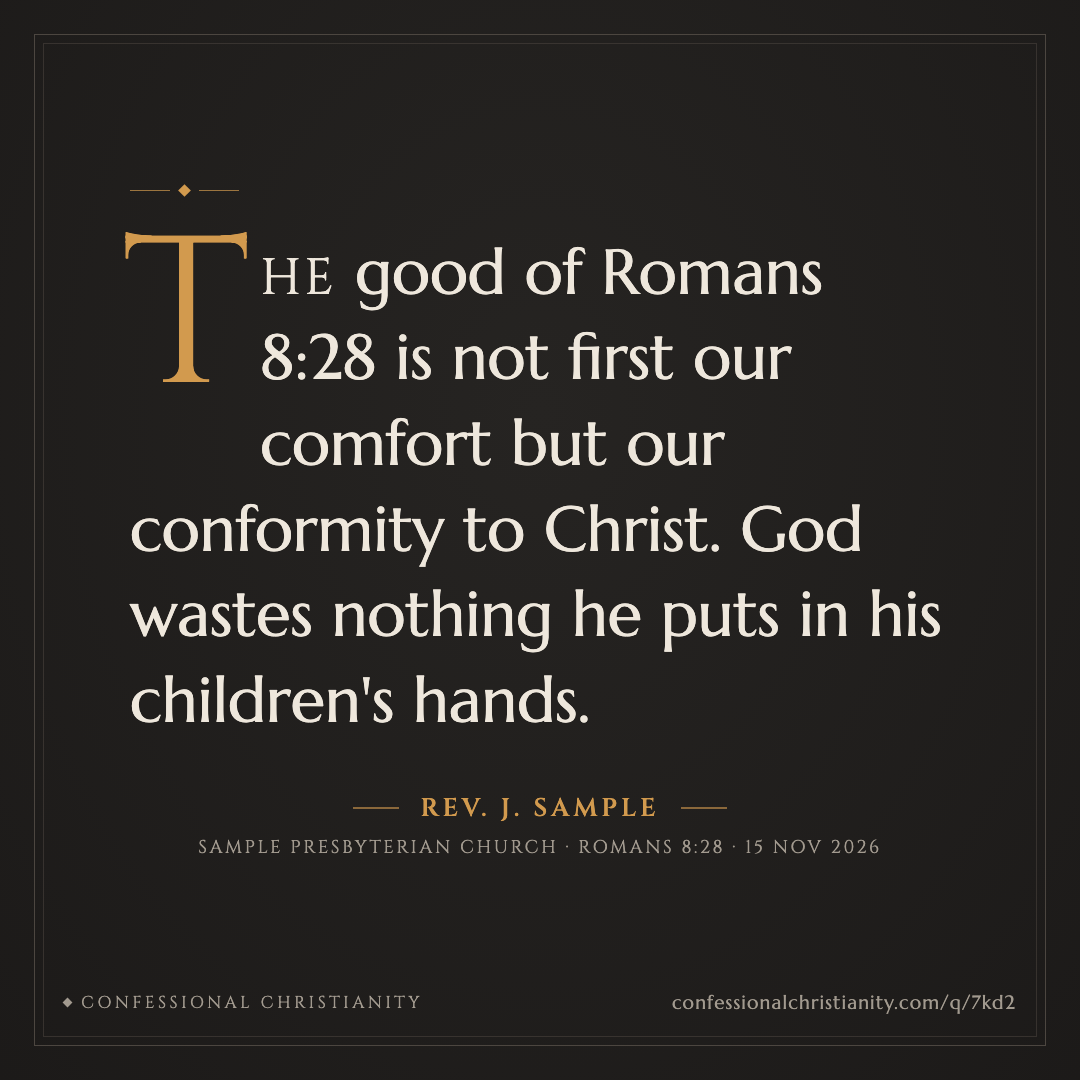 THE good of Romans
8:28 is not first our
comfort but our
conformity to Christ. God
wastes nothing he puts in his
children's hands.
REV. J. SAMPLE
SAMPLE PRESBYTERIAN CHURCH · ROMANS 8:28 · 15 NOV 2026
CONFESSIONAL CHRISTIANITY
confessionalchristianity.com/q/7kd2